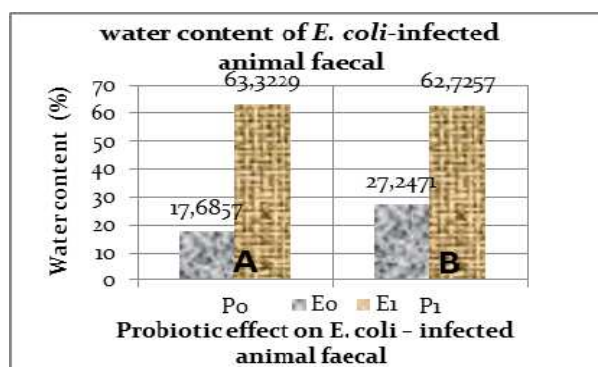 water content of E. coli-infected
animal faecal
Water content (%)
70
60
50
40
30
20
10
0
63,3229
62,7257
17,6857
27,2471
A
B
P0 E0 E1 P1
Probiotic effect on E. coli – infected
animal faecal